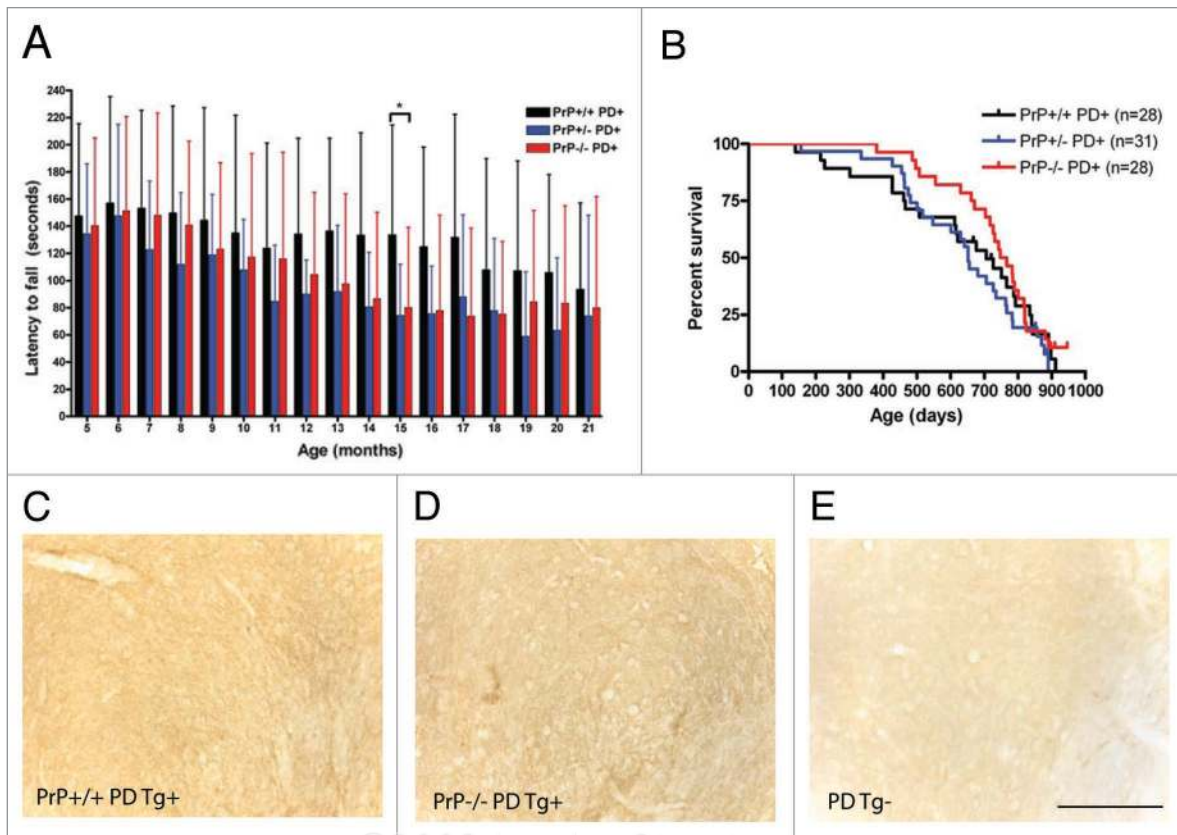 A
240
220
200
180
160
140
120
100
80
60
40
20
0
Latency to fall (seconds)
*
PrP+/+ PD+
PrP+/- PD+
PrP-/- PD+
5 6 7 8 9 10 11 12 13 14 15 16 17 18 19 20 21
Age (months)
B
PrP+/+ PD+ (n=28)
PrP+/- PD+ (n=31)
PrP-/- PD+ (n=28)
100
75
50
25
0
Percent survival
0 100 200 300 400 500 600 700 800 900 1000
Age (days)
C
PrP+/+ PD Tg+
D
PrP-/- PD Tg+
E
PD Tg-